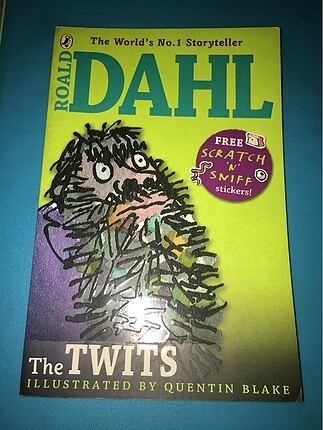 The World's No.1 Storyteller
ROALD
DAHL
FREE
SCRATCH
'N'
SNIFF
stickers!
The TWITS
ILLUSTRATED BY QUENTIN BLAKE